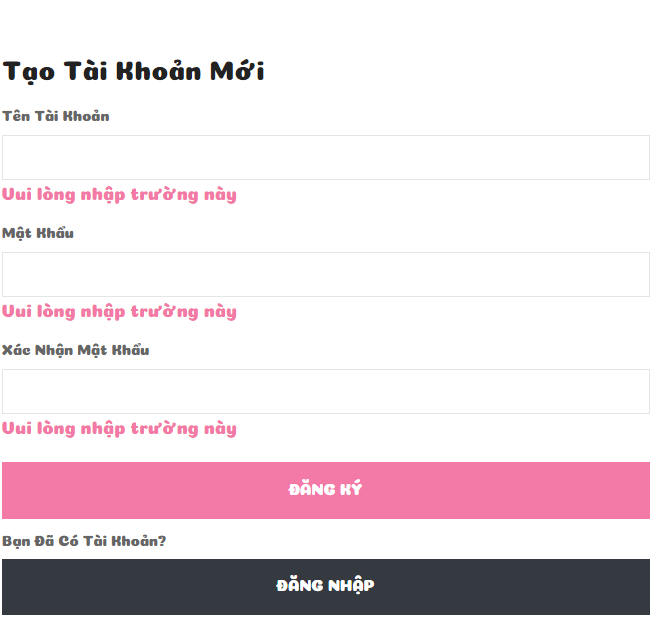 Tạo Tài Khoản Mới
Tên Tài Khoản
Vui lòng nhập trường này
Mật Khẩu
Vui lòng nhập trường này
Xác Nhận Mật Khẩu
Vui lòng nhập trường này
ĐĂNG KÝ
Bạn Đã Có Tài Khoản?
ĐĂNG NHẬP